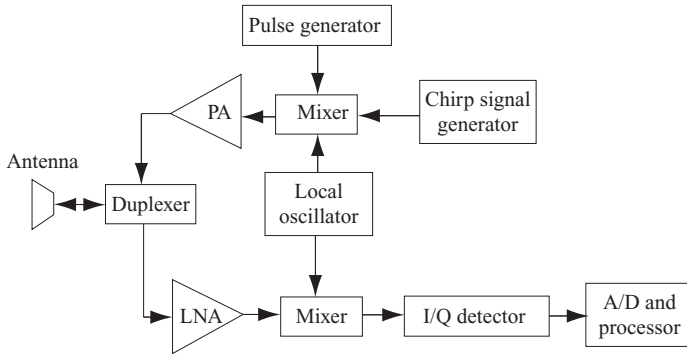 Pulse generator
PA
Mixer
Chirp signal
generator
Antenna
Duplexer
Local
oscillator
LNA
Mixer
I/Q detector
A/D and
processor